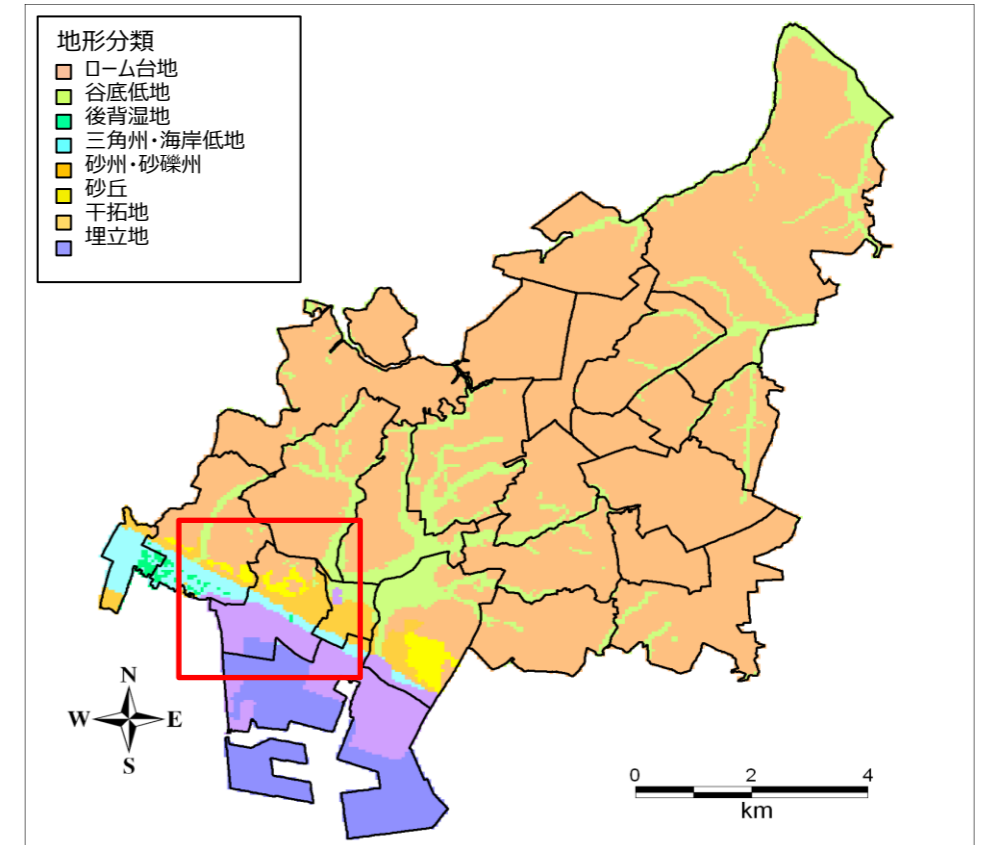 地形分類
ローム台地
谷底低地
後背湿地
三角州・海岸低地
砂州・砂礫州
砂丘
干拓地
埋立地
N
W E
S
0 2 4
km